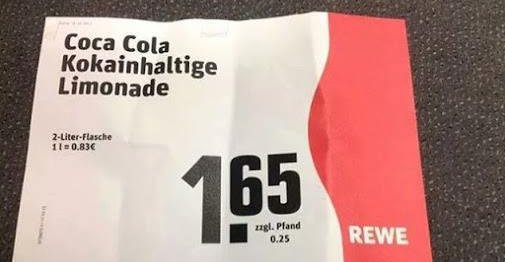 Coca Cola
Kokainhaltige
Limonade
2-Liter-Flasche
1 l = 0.83€
1.65
zzgl. Pfand
0.25
REWE